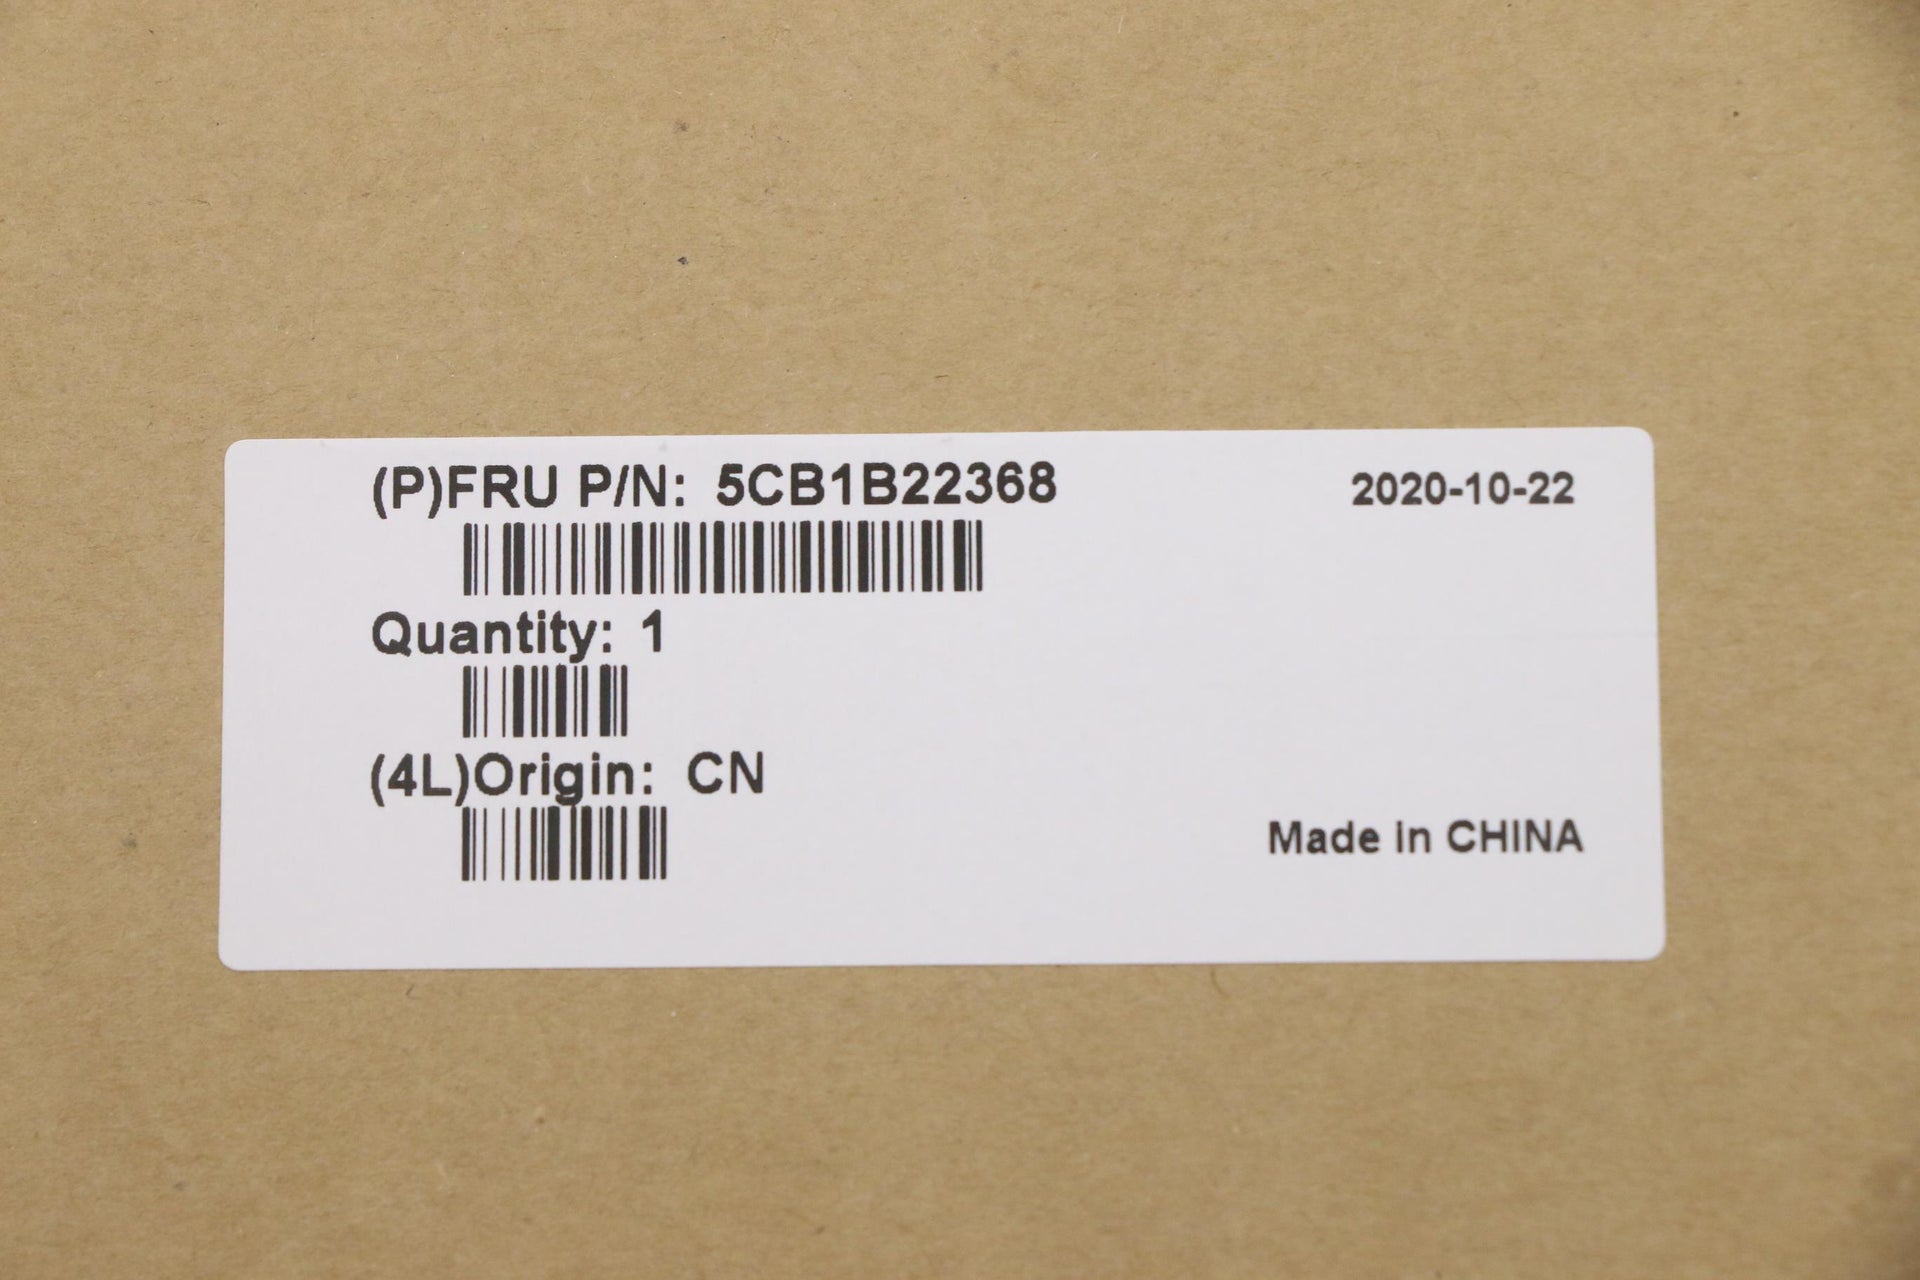 (P)FRU P/N: 5CB1B22368
2020-10-22
Quantity: 1
(4L)Origin: CN
Made in CHINA